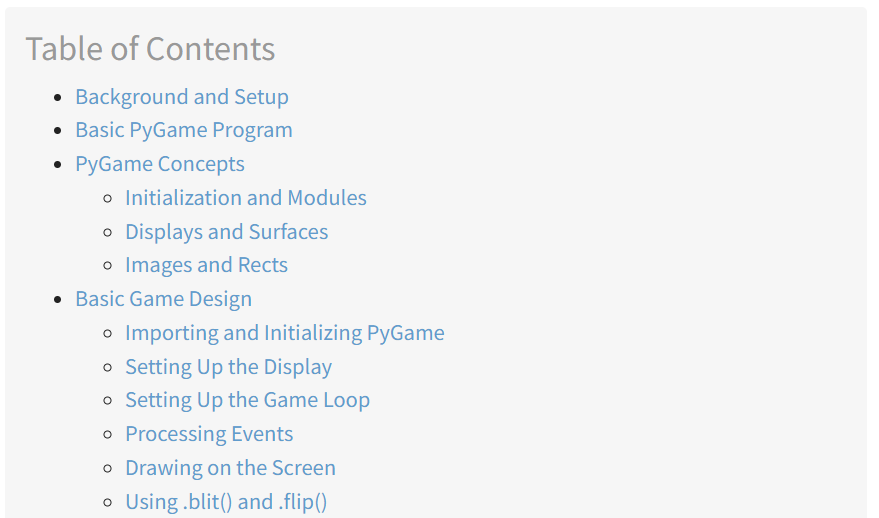 Table of Contents
Background and Setup
Basic PyGame Program
PyGame Concepts
Initialization and Modules
Displays and Surfaces
Images and Rects
Basic Game Design
Importing and Initializing PyGame
Setting Up the Display
Setting Up the Game Loop
Processing Events
Drawing on the Screen
Using .blit() and .flip()